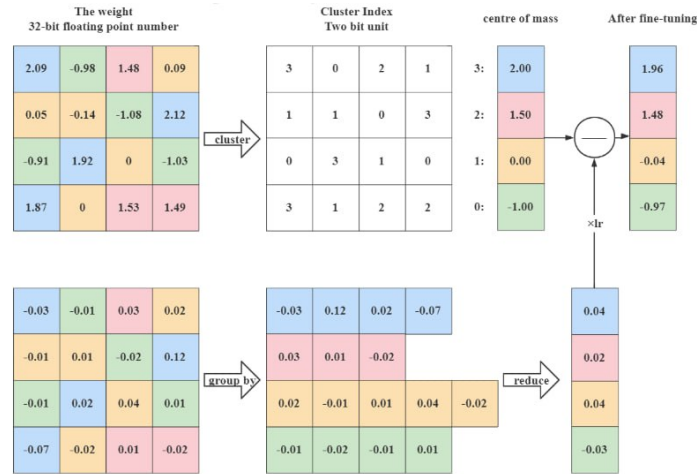 The weight
32-bit floating point number
Cluster Index
Two bit unit
centre of mass
After fine-tuning
2.09 -0.98 1.48 0.09
3 0 2 1
3: 2.00
1.96
0.05 -0.14 -1.08 2.12
1 1 0 3
2: 1.50
1.48
cluster
-0.91 1.92 0 -1.03
0 3 1 0
1: 0.00
-0.04
1.87 0 1.53 1.49
3 1 2 2
0: -1.00
-0.97
×lr
-0.03 -0.01 0.03 0.02
-0.03 0.12 0.02 -0.07
0.04
-0.01 0.01 -0.02 0.12
0.03 0.01 -0.02
0.02
group by
reduce
-0.01 0.02 0.04 0.01
0.02 -0.01 0.01 0.04 -0.02
0.04
-0.07 -0.02 0.01 -0.02
-0.01 -0.02 -0.01 0.01
-0.03